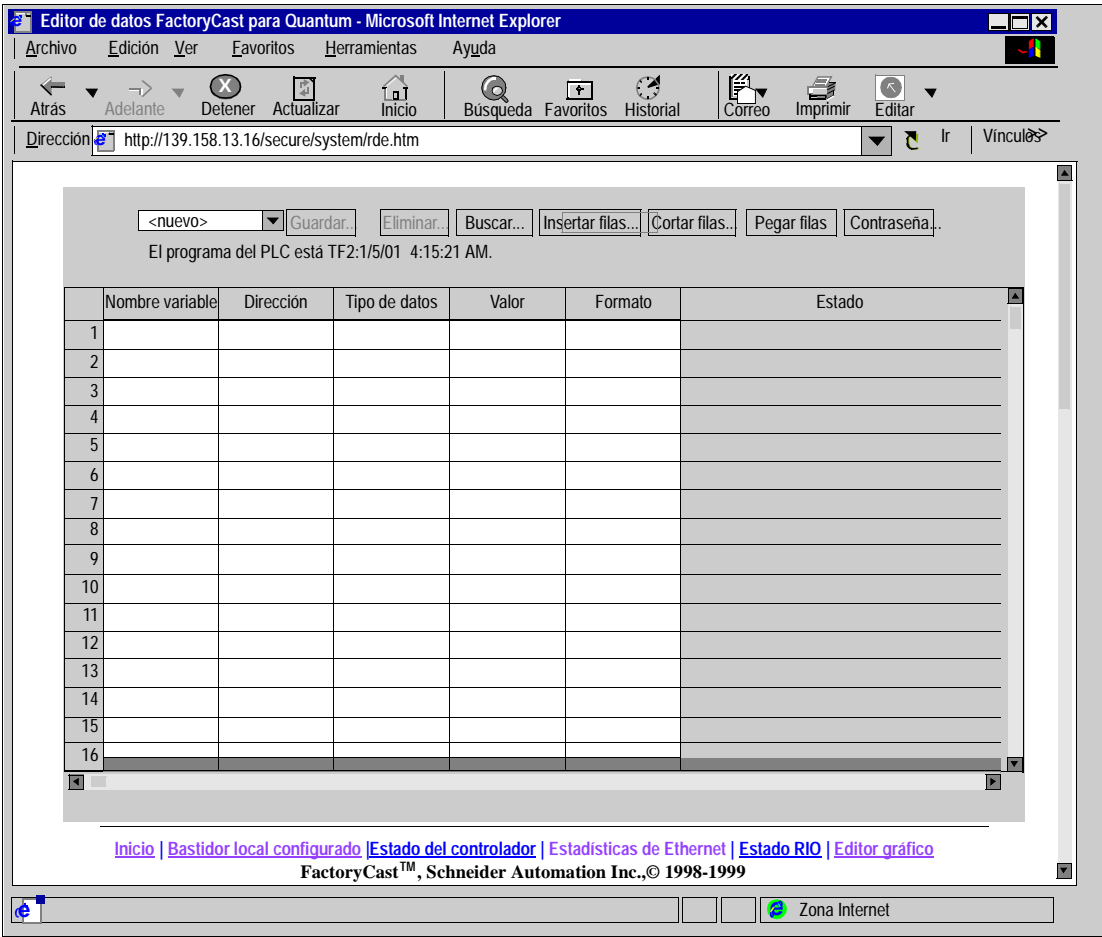 Editor de datos FactoryCast para Quantum - Microsoft Internet Explorer
Archivo Edición Ver Favoritos Herramientas Ayuda
Atrás Adelante Detener Actualizar Inicio Búsqueda Favoritos Historial Correo Imprimir Editar
Dirección http://139.158.13.16/secure/system/rde.htm Ir Vínculos >>
<nuevo> Guardar... Eliminar... Buscar... Insertar filas... Cortar filas... Pegar filas Contraseña...
El programa del PLC está TF2:1/5/01 4:15:21 AM.
Nombre variable Dirección Tipo de datos Valor Formato Estado
1
2
3
4
5
6
7
8
9
10
11
12
13
14
15
16
Inicio | Bastidor local configurado |Estado del controlador | Estadísticas de Ethernet | Estado RIO | Editor gráfico
FactoryCast™, Schneider Automation Inc.,© 1998-1999
Zona Internet